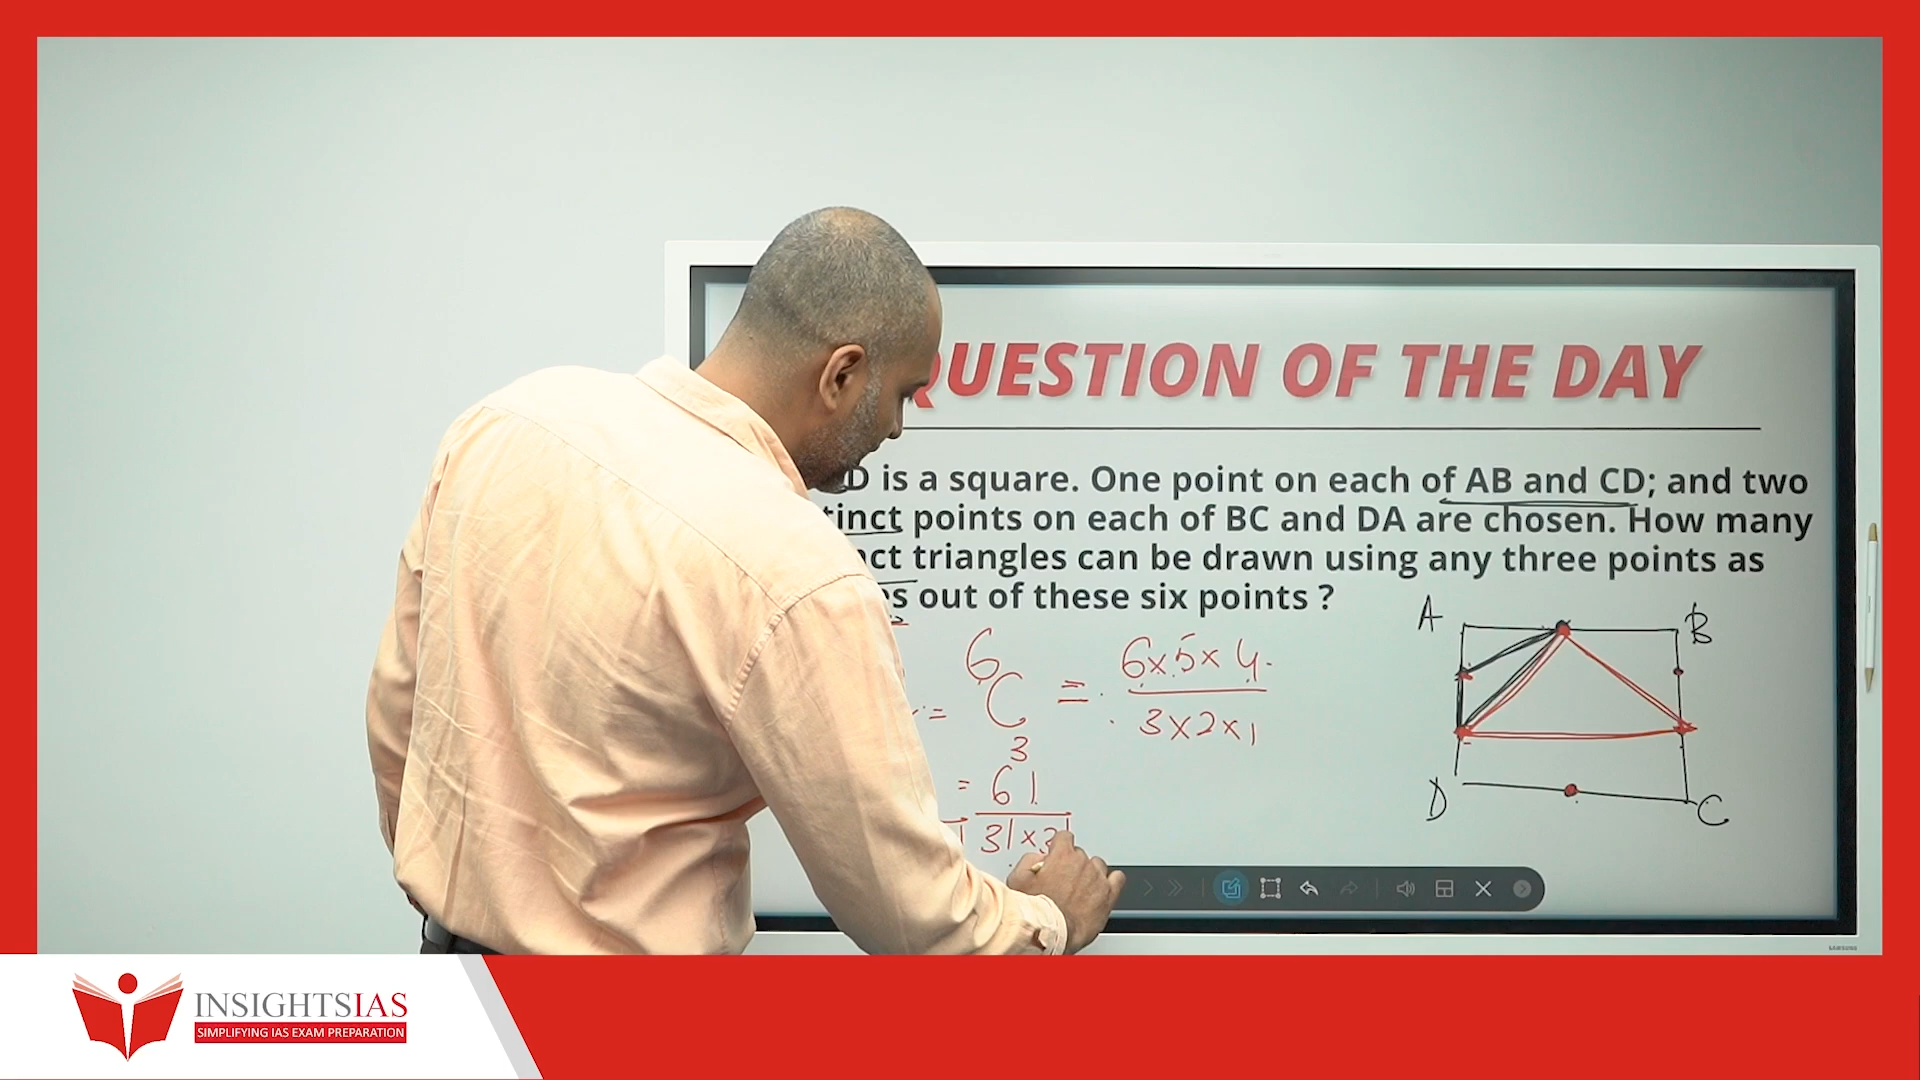 QUESTION OF THE DAY
D is a square. One point on each of AB and CD; and two
tinct points on each of BC and DA are chosen. How many
ct triangles can be drawn using any three points as
s out of these six points ?
A
B
6C3 = 6x5x4
3x2x1
= 6!
3! x 3!
D
C
SAMSUNG
INSIGHTSIAS
SIMPLIFYING IAS EXAM PREPARATION